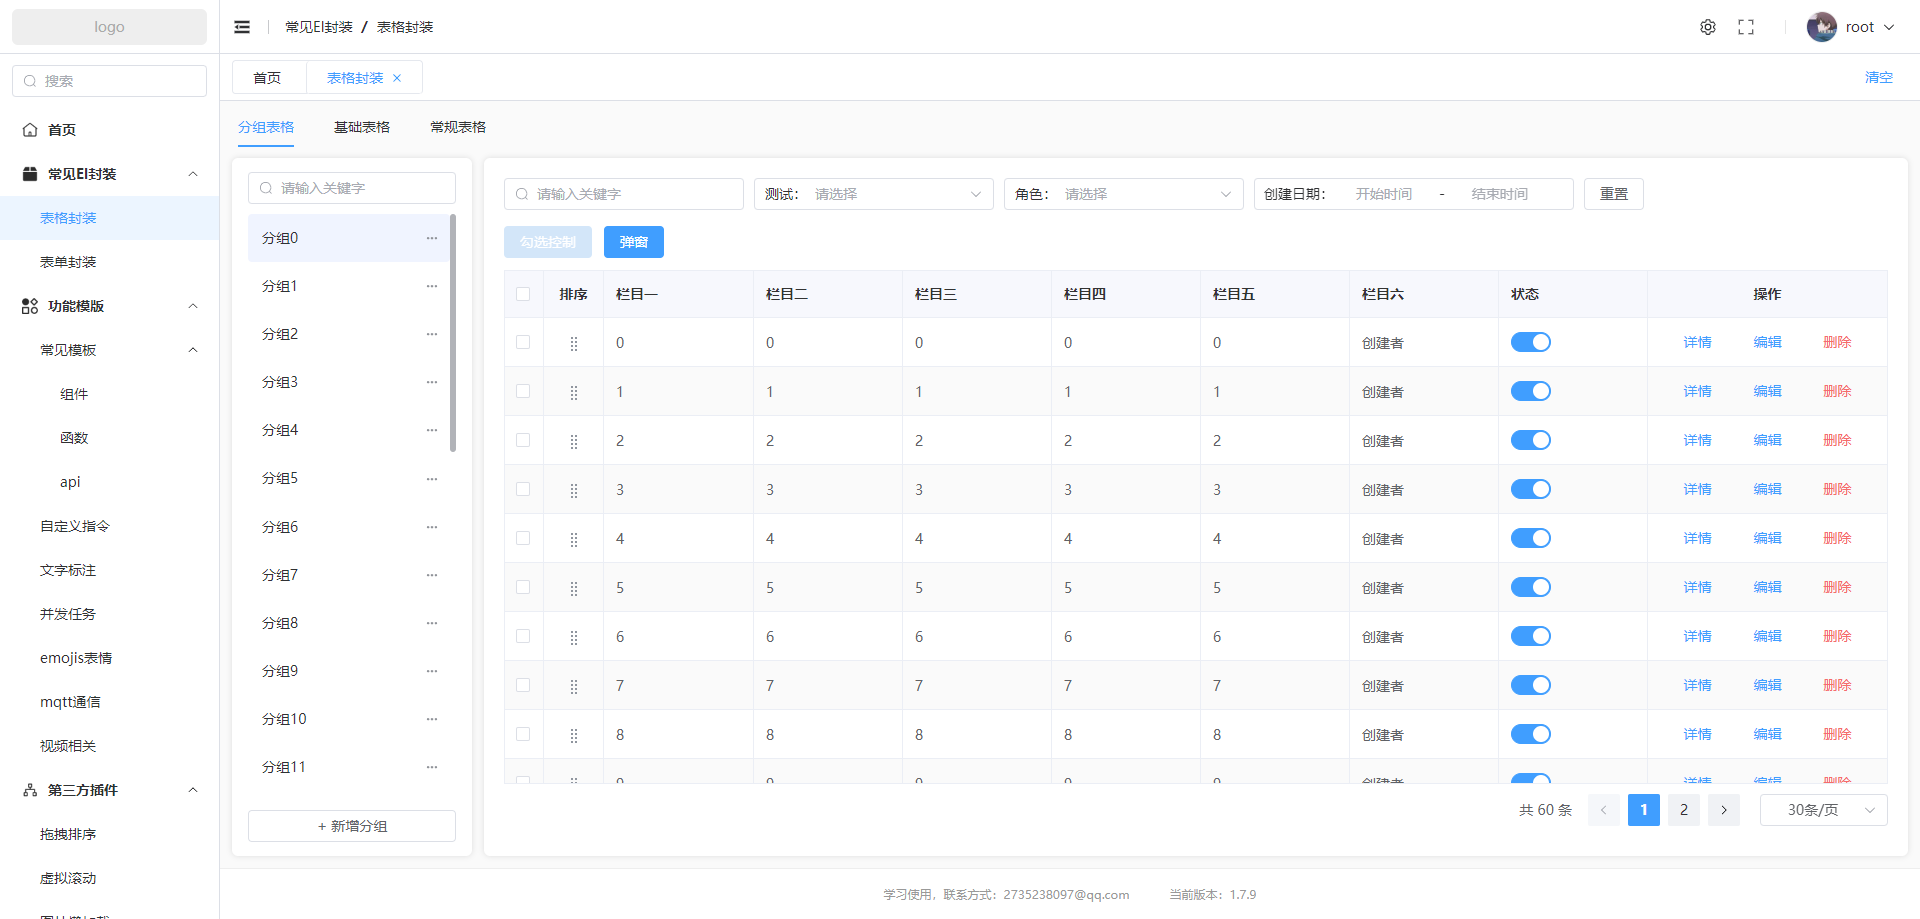 logo
常见El封装 / 表格封装
root
搜索
首页
表格封装
清空
首页
常见El封装
表格封装
表单封装
功能模版
常见模板
组件
函数
api
自定义指令
文字标注
并发任务
emojis表情
mqtt通信
视频相关
第三方插件
拖拽排序
虚拟滚动
分组表格 基础表格 常规表格
请输入关键字
分组0
分组1
分组2
分组3
分组4
分组5
分组6
分组7
分组8
分组9
分组10
分组11
+ 新增分组
请输入关键字 测试： 请选择 角色： 请选择 创建日期： 开始时间 - 结束时间 重置
勾选控制 弹窗
排序 栏目一 栏目二 栏目三 栏目四 栏目五 栏目六 状态 操作
0 0 0 0 0 创建者 详情 编辑 删除
1 1 1 1 1 创建者 详情 编辑 删除
2 2 2 2 2 创建者 详情 编辑 删除
3 3 3 3 3 创建者 详情 编辑 删除
4 4 4 4 4 创建者 详情 编辑 删除
5 5 5 5 5 创建者 详情 编辑 删除
6 6 6 6 6 创建者 详情 编辑 删除
7 7 7 7 7 创建者 详情 编辑 删除
8 8 8 8 8 创建者 详情 编辑 删除
9 9 9 9 9 创建者 详情 编辑 删除
共 60 条 1 2 30条/页
学习使用，联系方式：2735238097@qq.com 当前版本：1.7.9